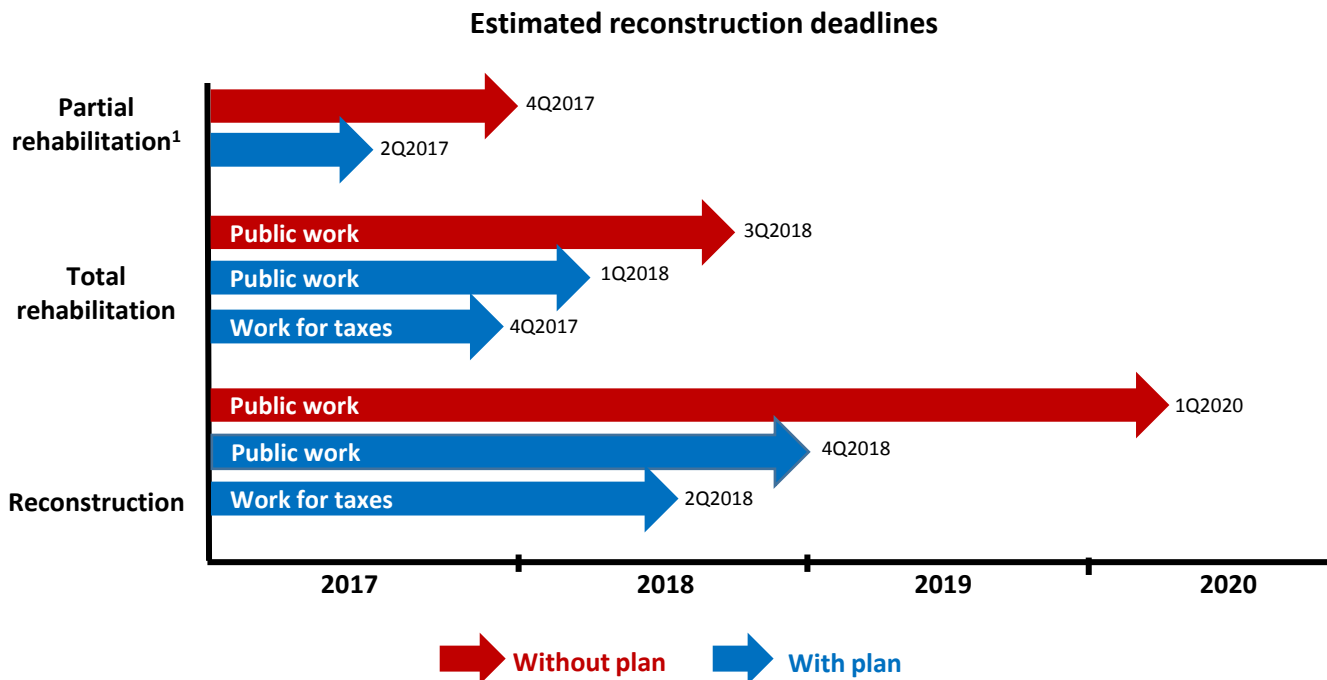 Estimated reconstruction deadlines
Partial
rehabilitation¹
4Q2017
2Q2017
Total
rehabilitation
Public work
3Q2018
Public work
1Q2018
Work for taxes
4Q2017
Reconstruction
Public work
1Q2020
Public work
4Q2018
Work for taxes
2Q2018
2017
2018
2019
2020
Without plan
With plan